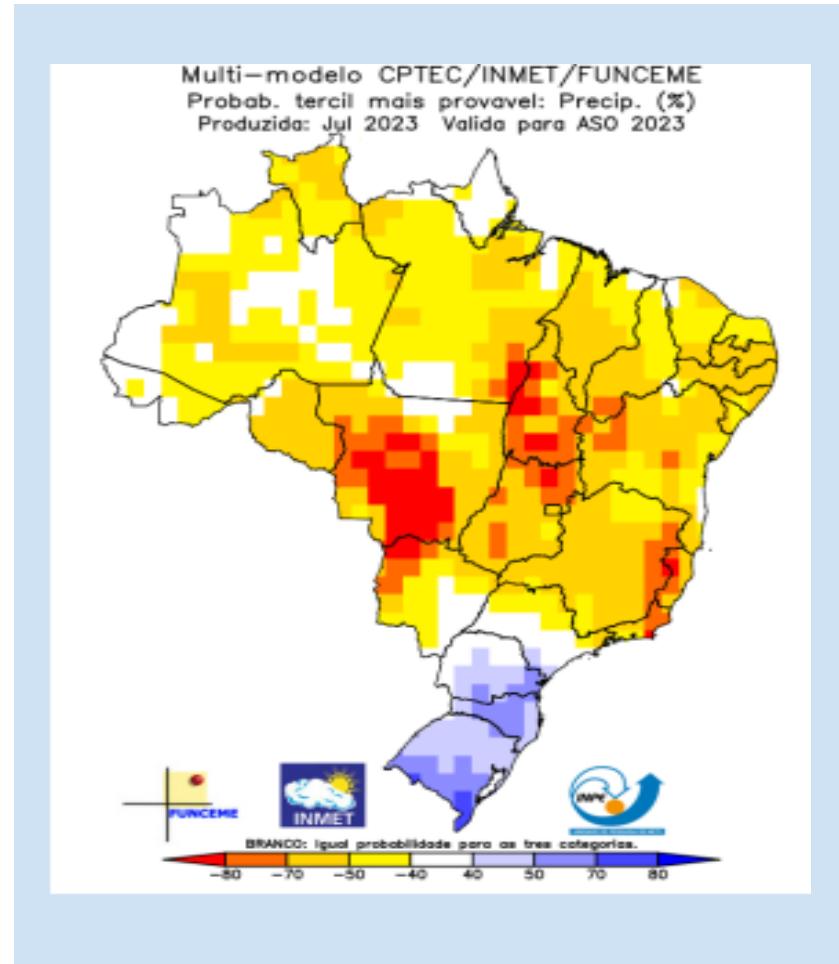 Multi-modelo CPTEC/INMET/FUNCEME
Probab. tercil mais provavel: Precip. (%)
Produzida: Jul 2023 Valida para ASO 2023
FUNCEME
INMET
INPE
BRANCO: Igual probabilidade para as tres categorias.
-80 -70 -50 -40 40 50 70 80